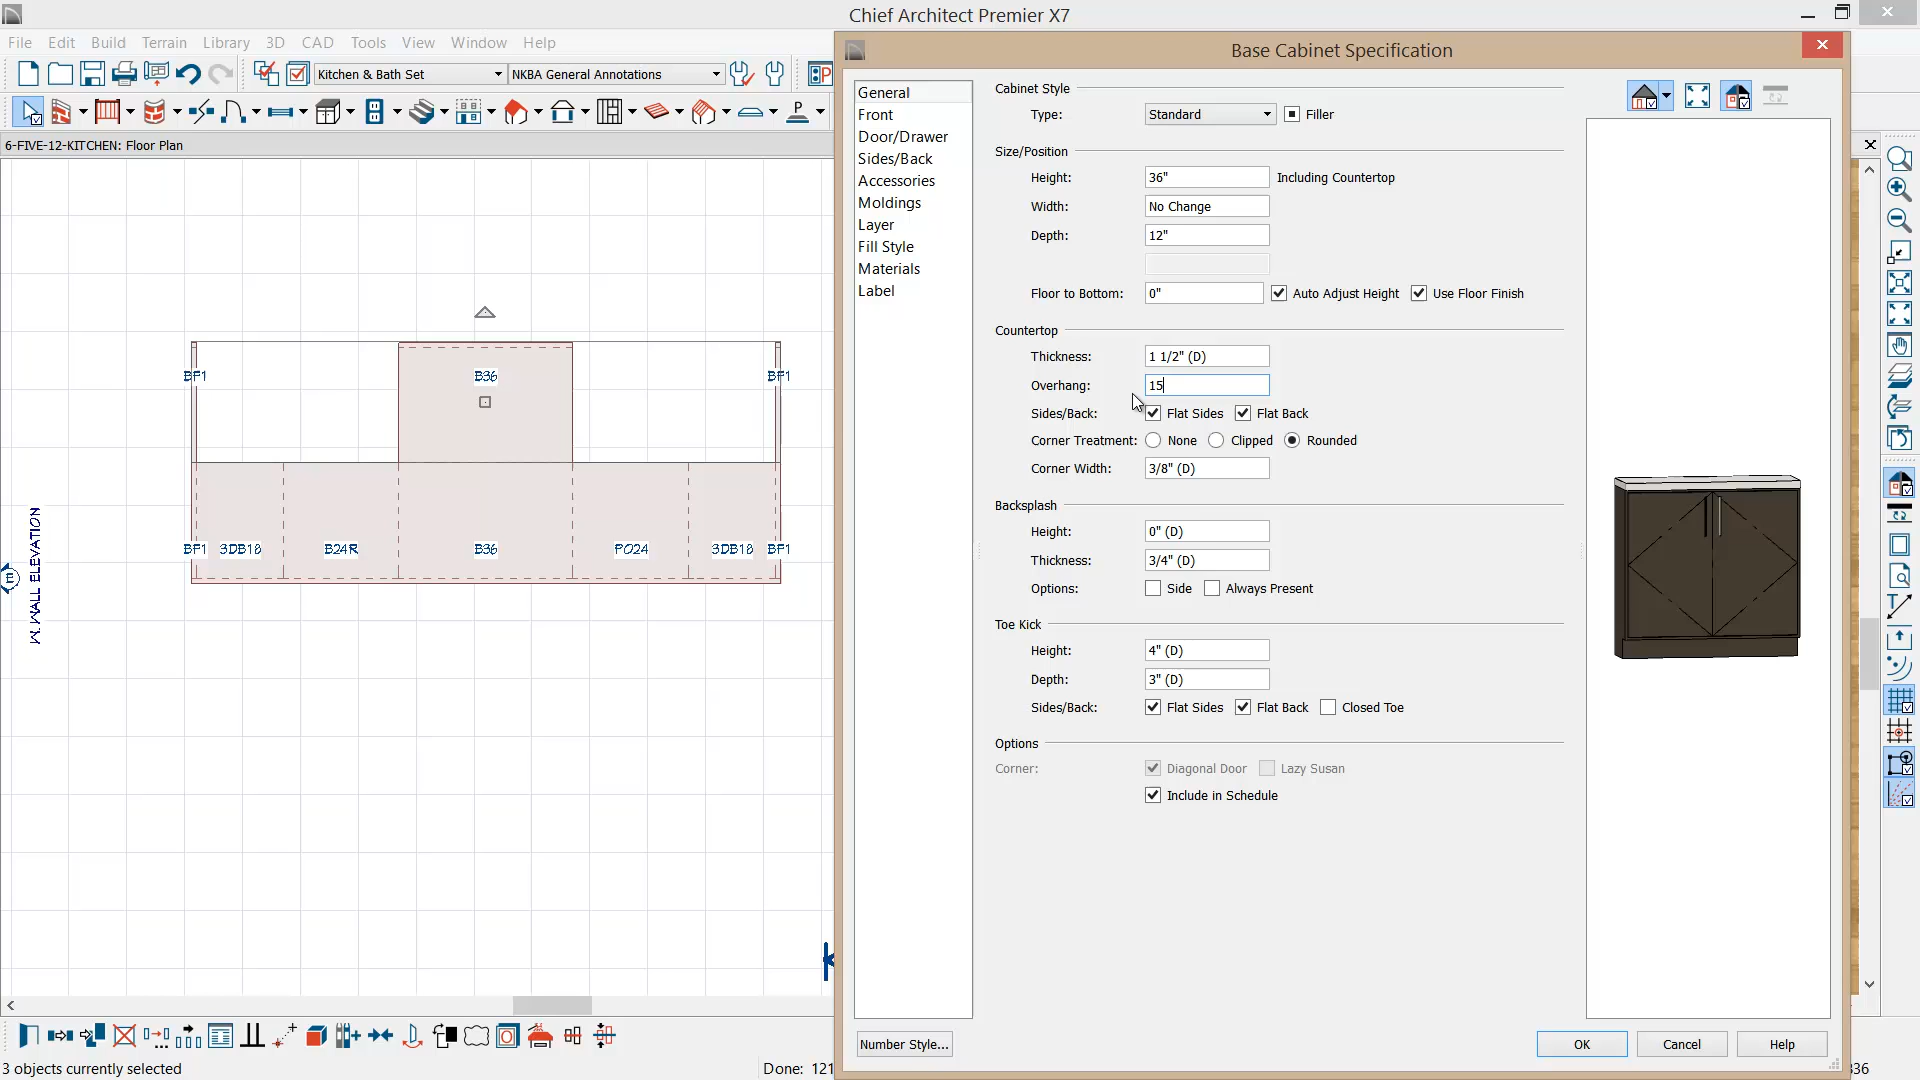 Chief Architect Premier X7
File Edit Build Terrain Library 3D CAD Tools View Window Help
Kitchen & Bath Set NKBA General Annotations
6-FIVE-12-KITCHEN: Floor Plan
BF1 B36 BF1
BF1 3DB18 B24R B36 PO24 3DB18 BF1
W. WALL ELEVATION
3 objects currently selected
Done: 121
Base Cabinet Specification
General
Front
Door/Drawer
Sides/Back
Accessories
Moldings
Layer
Fill Style
Materials
Label
Cabinet Style
Type: Standard Filler
Size/Position
Height: 36" Including Countertop
Width: No Change
Depth: 12"
Floor to Bottom: 0" Auto Adjust Height Use Floor Finish
Countertop
Thickness: 1 1/2" (D)
Overhang: 15
Sides/Back: Flat Sides Flat Back
Corner Treatment: None Clipped Rounded
Corner Width: 3/8" (D)
Backsplash
Height: 0" (D)
Thickness: 3/4" (D)
Options: Side Always Present
Toe Kick
Height: 4" (D)
Depth: 3" (D)
Sides/Back: Flat Sides Flat Back Closed Toe
Options
Corner: Diagonal Door Lazy Susan
Include in Schedule
Number Style... OK Cancel Help